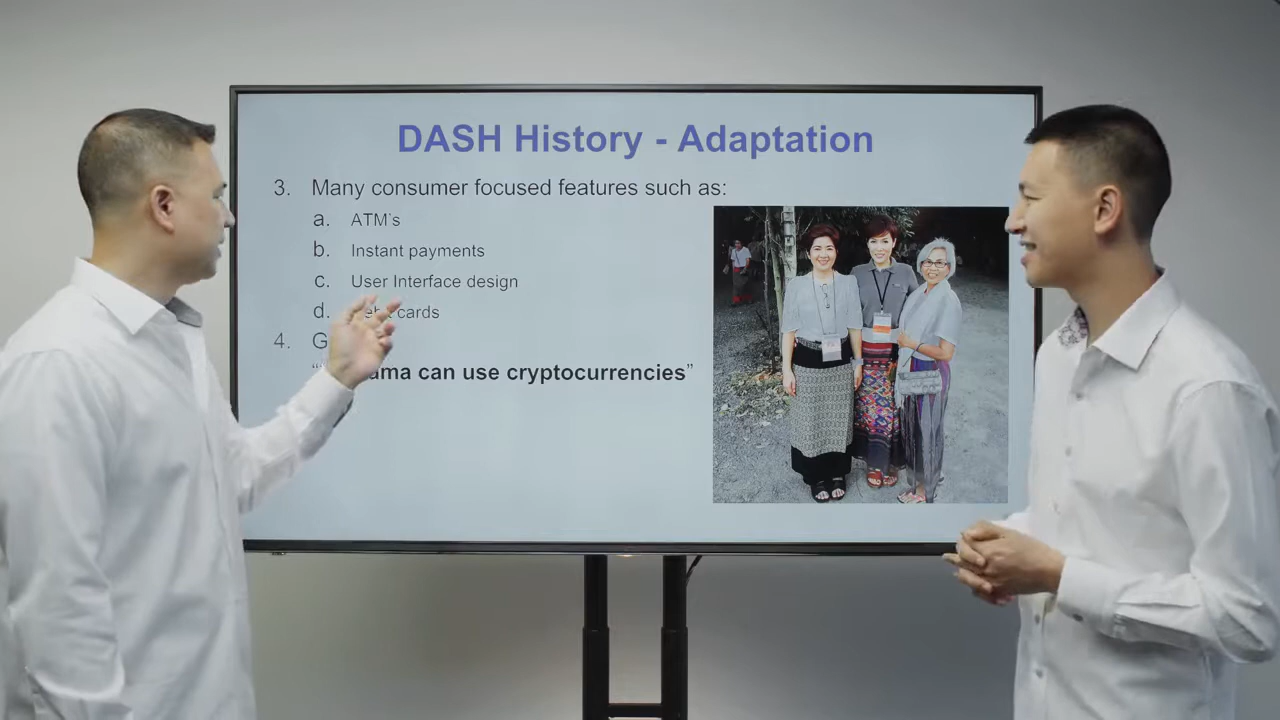 DASH History - Adaptation
3. Many consumer focused features such as:
a. ATM's
b. Instant payments
c. User Interface design
d. cards
4. G
can use cryptocurrencies”